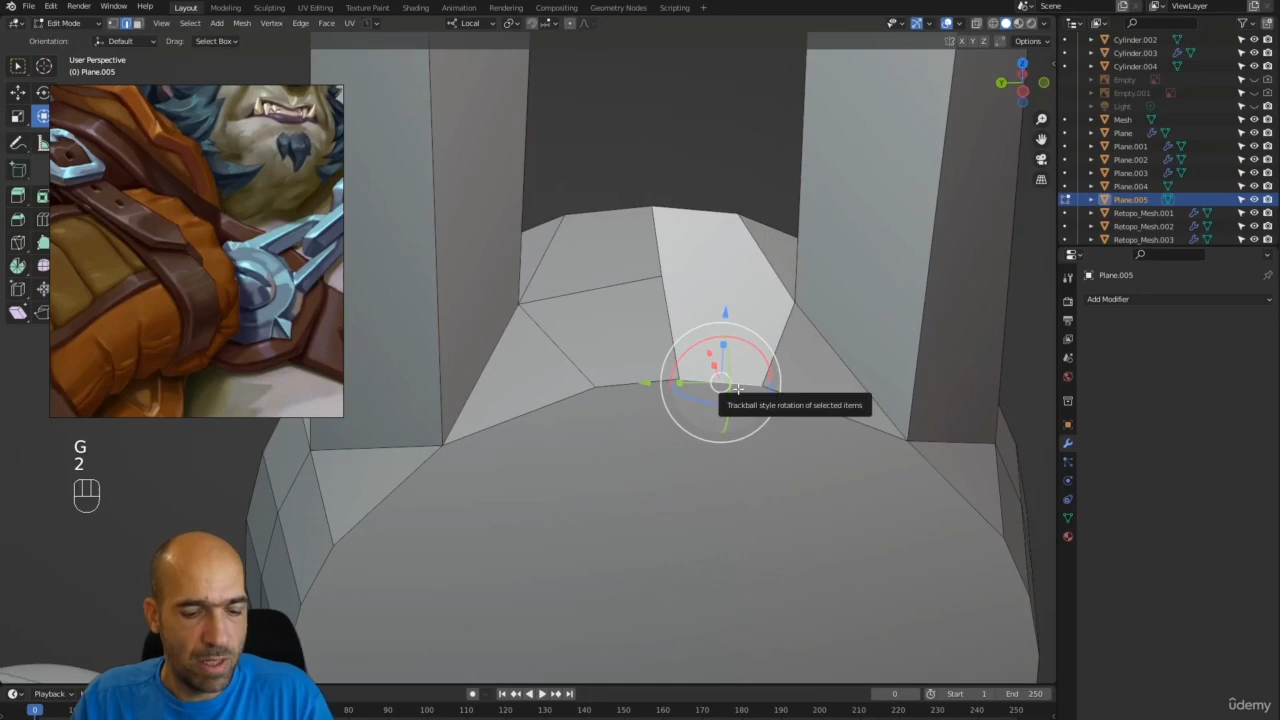 File Edit Render Window Help Layout Modeling Sculpting UV Editing Texture Paint Shading Animation Rendering Compositing Geometry Nodes Scripting + Scene ViewLayer
Edit Mode View Select Add Mesh Vertex Edge Face UV Local
Orientation: Default Drag: Select Box X Y Z Options
User Perspective
(0) Plane.005
Z
Y
Cylinder.002
Cylinder.003
Cylinder.004
Empty
Empty.001
Light
Mesh
Plane
Plane.001
Plane.002
Plane.003
Plane.004
Plane.005
Retopo_Mesh.001
Retopo_Mesh.002
Retopo_Mesh.003
Plane.005
Add Modifier
Trackball style rotation of selected items
G
2
Playback 0 Start 1 End 250
0 80 90 100 110 120 130 140 150 160 170 180 190 200 210 220 230 240 250
ûdemy